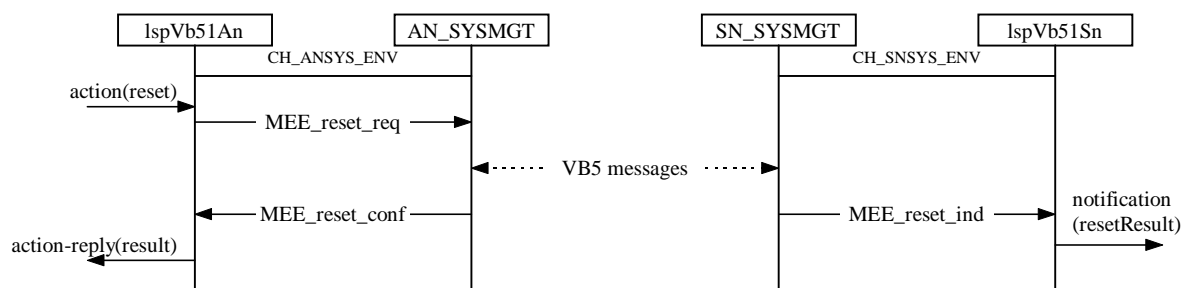 lspVb51An AN_SYSMGT SN_SYSMGT lspVb51Sn
CH_ANSYS_ENV CH_SNSYS_ENV
action(reset)
MEE_reset_req
VB5 messages
MEE_reset_conf MEE_reset_ind notification
(resetResult)
action-reply(result)